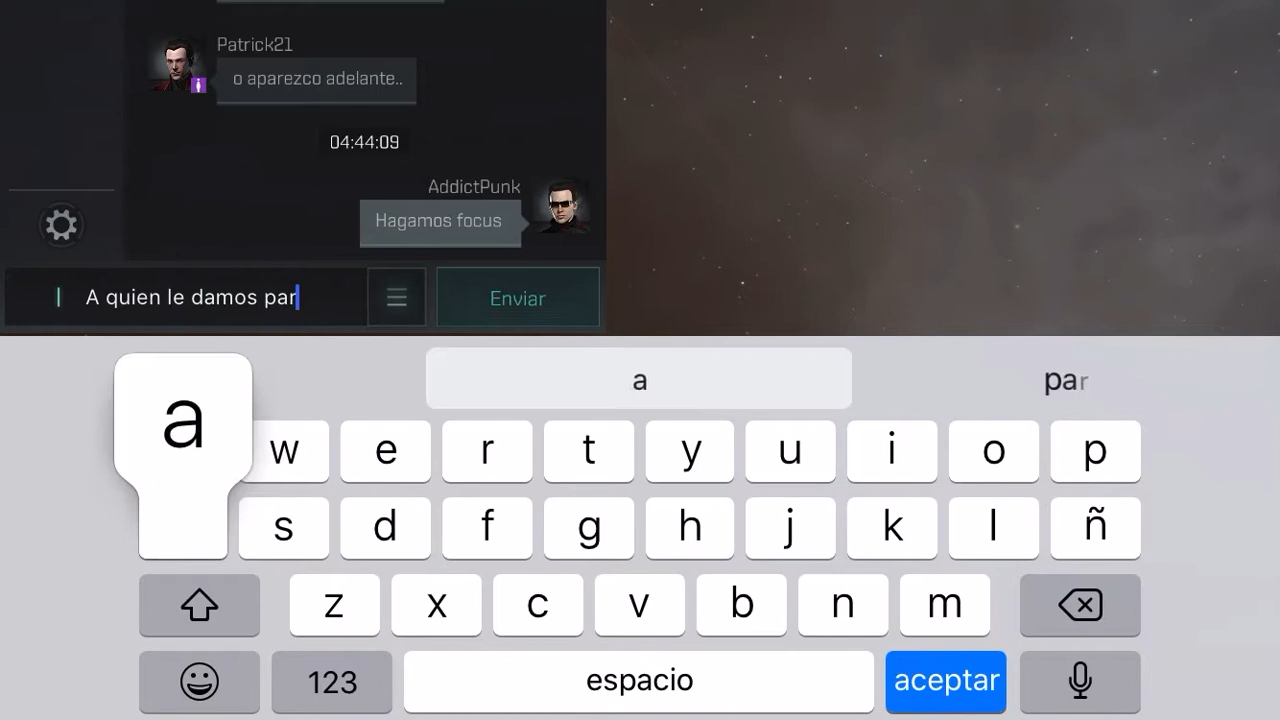 Patrick21
o aparezco adelante..
04:44:09
AddictPunk
Hagamos focus
A quien le damos par
Enviar
a
par
a
w e r t y u i o p
s d f g h j k l ñ
z x c v b n m
123
espacio
aceptar